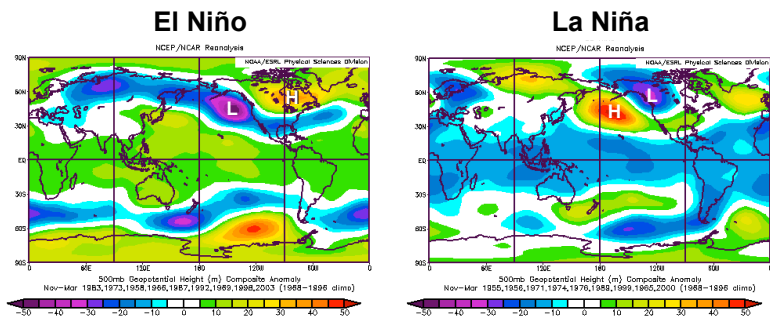 El Niño
NCEP/NCAR Reanalysis
NOAA/ESRL Physical Sciences Division
90N
60N
30N
EQ
30S
60S
90S
L
H
0 60E 120E 180 120W 60W 0
500mb Geopotential Height (m) Composite Anomaly
Nov-Mar 1983,1973,1958,1966,1987,1992,1969,1998,2003 (1968-1996 climo)
-50 -40 -30 -20 -10 0 10 20 30 40 50
La Niña
NCEP/NCAR Reanalysis
NOAA/ESRL Physical Sciences Division
90N
60N
30N
EQ
30S
60S
90S
L
H
0 60E 120E 180 120W 60W 0
500mb Geopotential Height (m) Composite Anomaly
Nov-Mar 1955,1956,1971,1974,1976,1989,1999,1965,2000 (1968-1996 climo)
-50 -40 -30 -20 -10 0 10 20 30 40 50